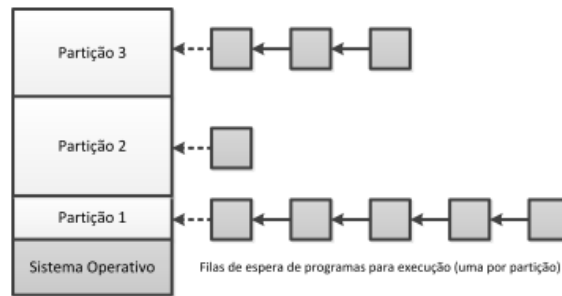 Partição 3
Partição 2
Partição 1
Sistema Operativo
Filas de espera de programas para execução (uma por partição)